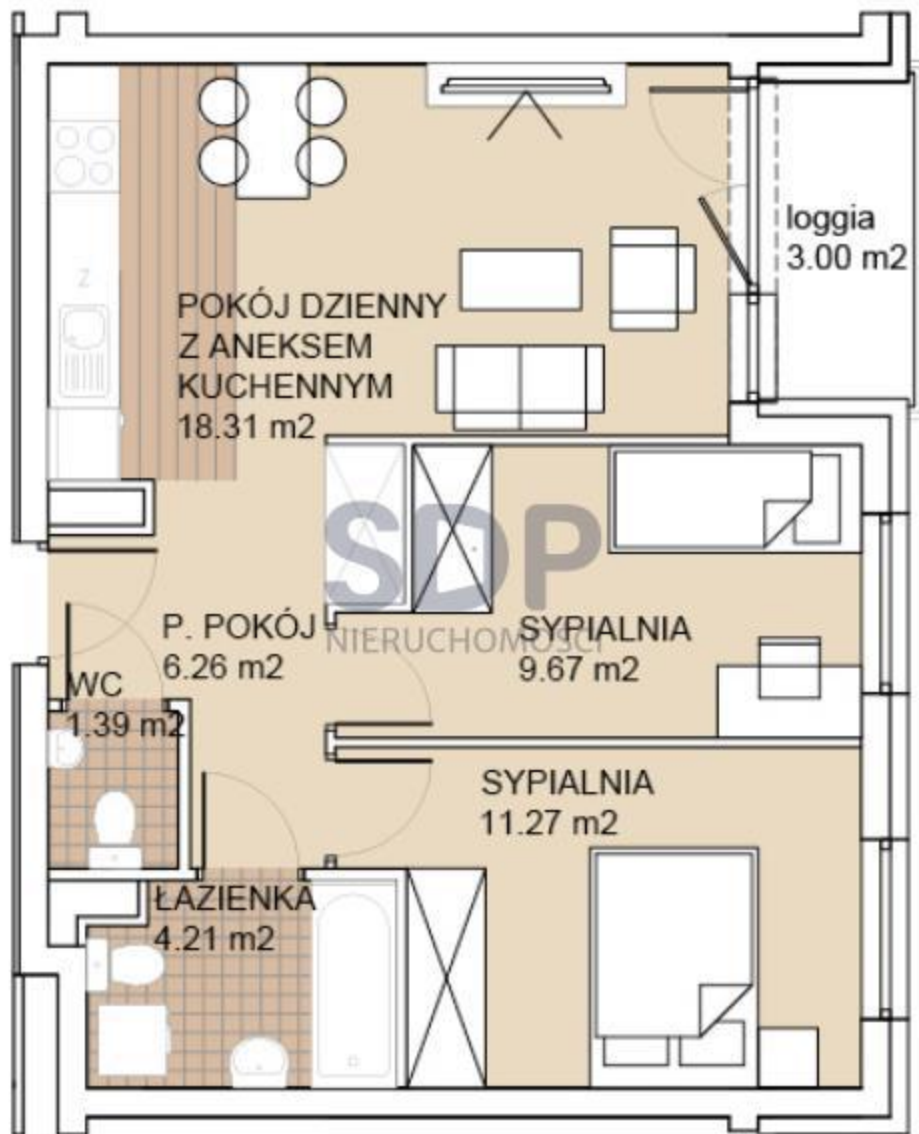 loggia
3.00 m2
POKÓJ DZIENNY
Z ANEKSEM
KUCHENNYM
18.31 m2
Z
SDP
NIERUCHOMOŚCI
P. POKÓJ
6.26 m2
SYPIALNIA
9.67 m2
WC
1.39 m2
SYPIALNIA
11.27 m2
ŁAZIENKA
4.21 m2